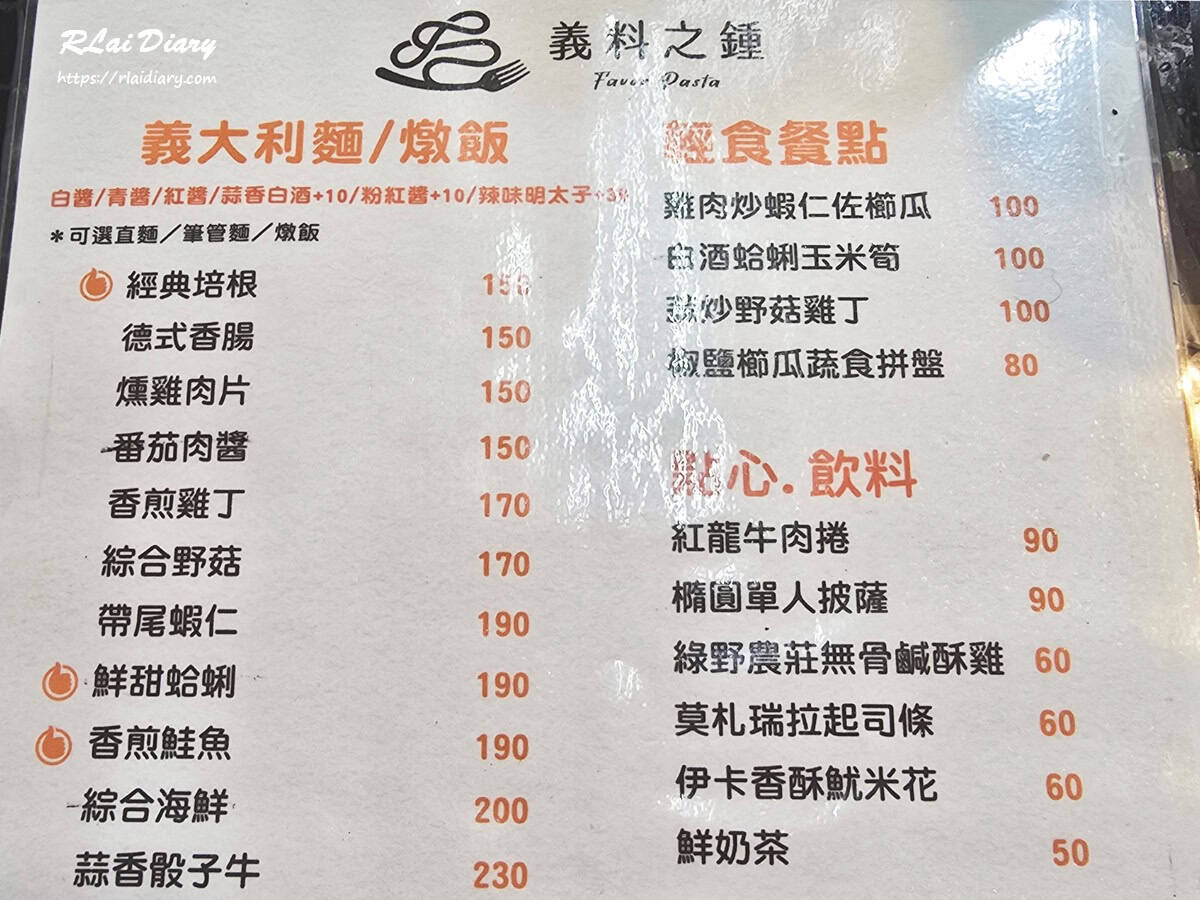 RLai Diary
https://rlaidiary.com
義料之鍾
Favor Pasta
義大利麵/燉飯
白醬/青醬/紅醬/蒜香白酒+10/粉紅醬+10/辣味明太子+30
*可選直麵/筆管麵/燉飯
經典培根 150
德式香腸 150
燻雞肉片 150
番茄肉醬 150
香煎雞丁 170
綜合野菇 170
帶尾蝦仁 190
鮮甜蛤蜊 190
香煎鮭魚 190
綜合海鮮 200
蒜香骰子牛 230
輕食餐點
雞肉炒蝦仁佐櫛瓜 100
白酒蛤蜊玉米筍 100
炒野菇雞丁 100
椒鹽櫛瓜蔬食拼盤 80
點心.飲料
紅龍牛肉捲 90
橢圓單人披薩 90
綠野農莊無骨鹹酥雞 60
莫札瑞拉起司條 60
伊卡香酥魷米花 60
鮮奶茶 50